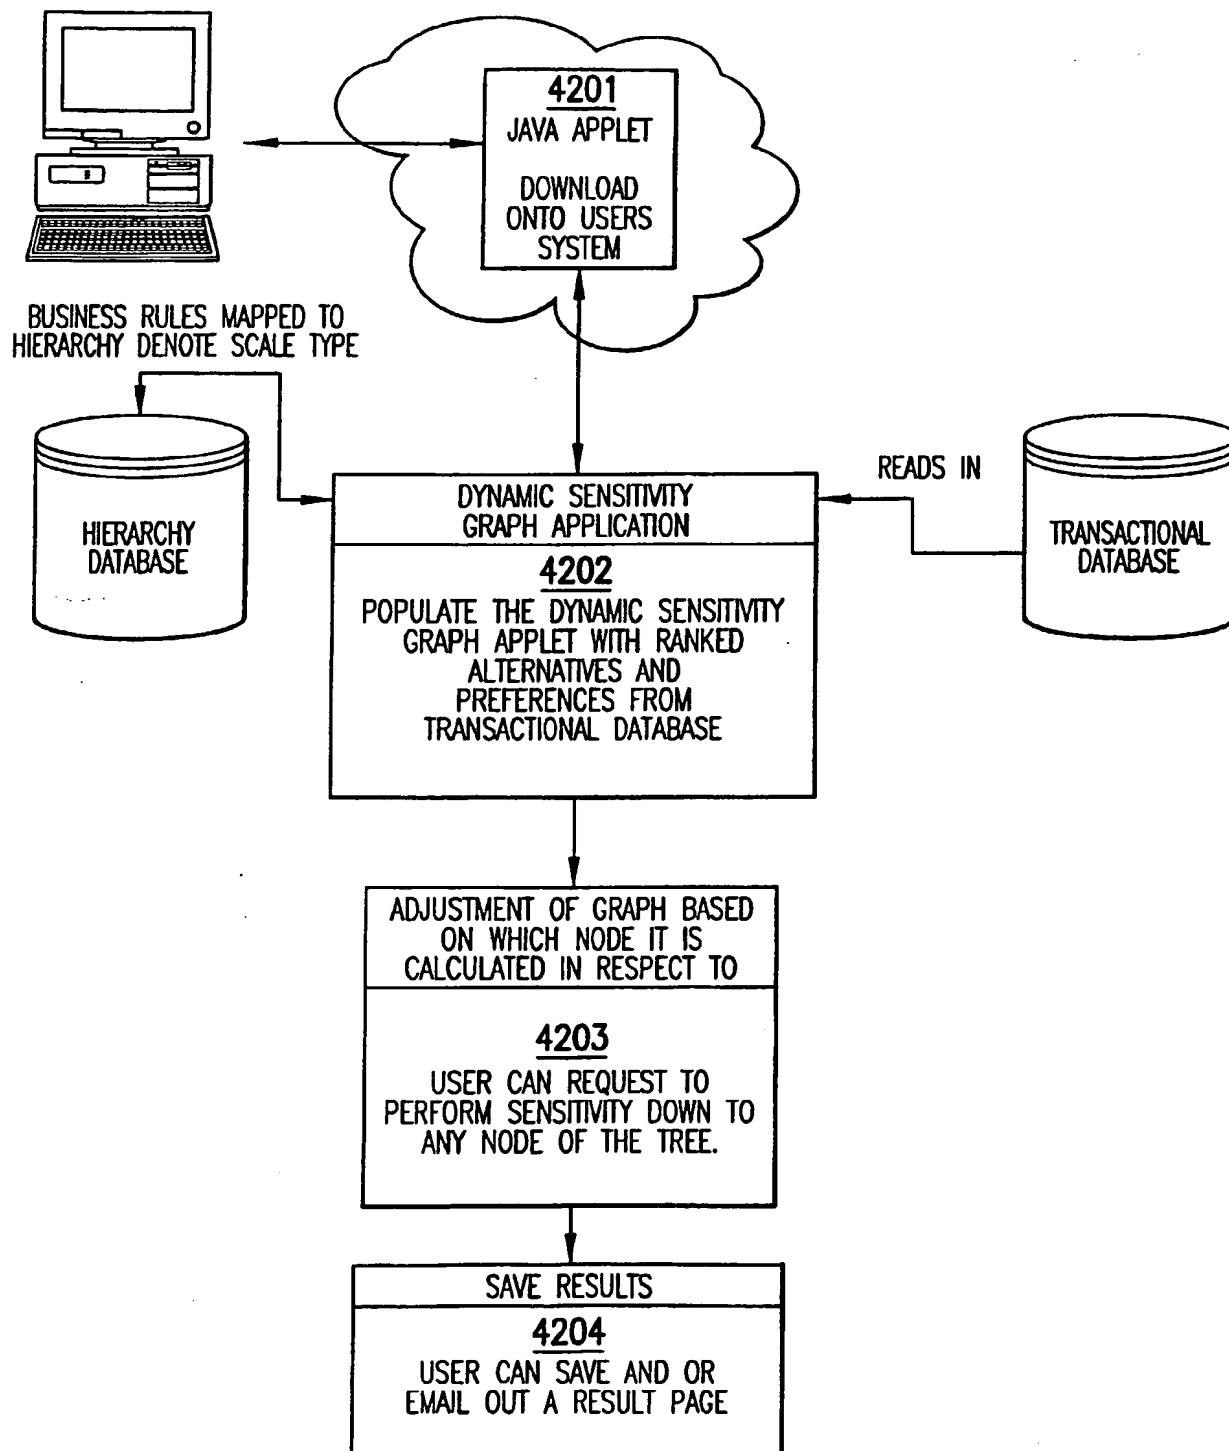 4201
JAVA APPLET
DOWNLOAD
ONTO USERS
SYSTEM
BUSINESS RULES MAPPED TO
HIERARCHY DENOTE SCALE TYPE
HIERARCHY
DATABASE
DYNAMIC SENSITIVITY
GRAPH APPLICATION
4202
POPULATE THE DYNAMIC SENSITIVITY
GRAPH APPLET WITH RANKED
ALTERNATIVES AND
PREFERENCES FROM
TRANSACTIONAL DATABASE
READS IN
TRANSACTIONAL
DATABASE
ADJUSTMENT OF GRAPH BASED
ON WHICH NODE IT IS
CALCULATED IN RESPECT TO
4203
USER CAN REQUEST TO
PERFORM SENSITIVITY DOWN TO
ANY NODE OF THE TREE.
SAVE RESULTS
4204
USER CAN SAVE AND OR
EMAIL OUT A RESULT PAGE